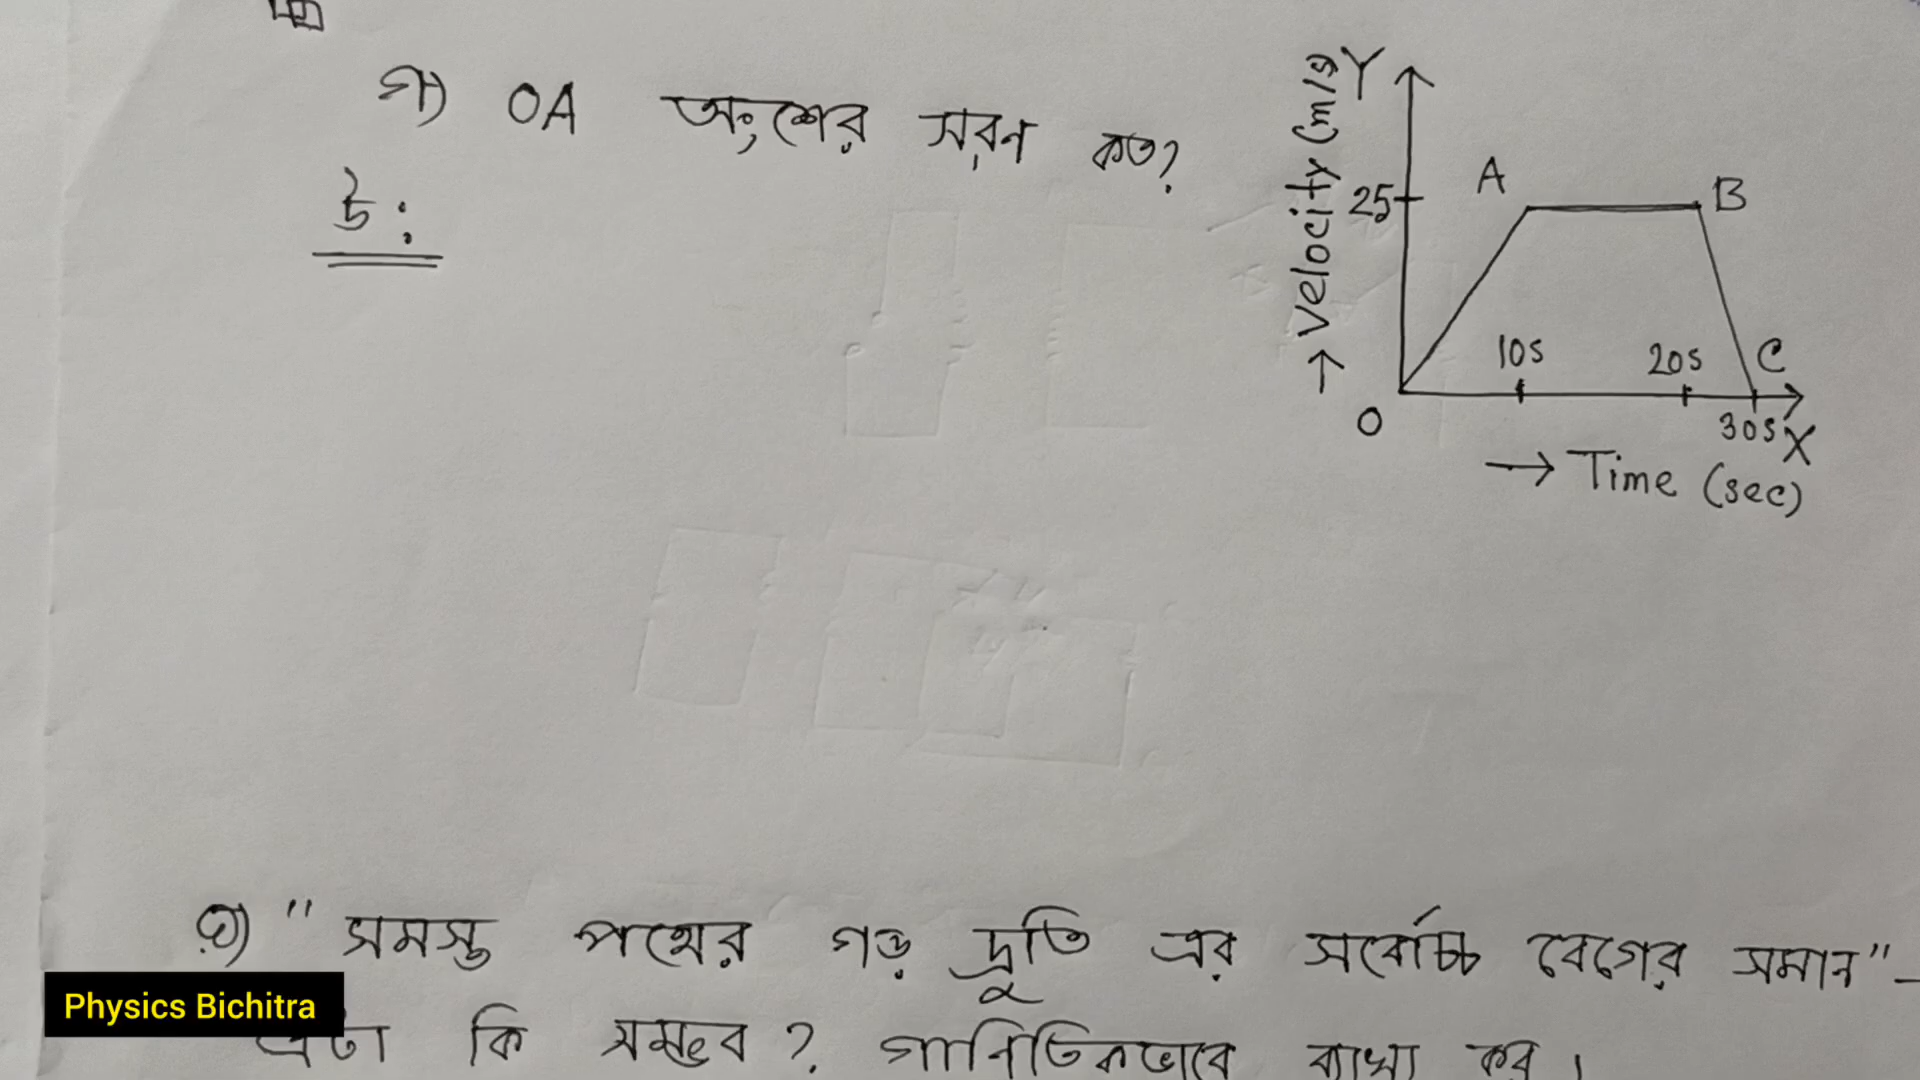 গ) OA অংশের সরণ কত?
উ:
Y
→ Velocity (m/s)
25
A
B
10s
20s
C
O
30s
X
→ Time (sec)
ঘ) "সমস্ত পথের গড় দ্রুতি এর সর্বোচ্চ বেগের সমান" –
এটা কি সম্ভব? গাণিতিকভাবে ব্যাখ্যা কর।
Physics Bichitra